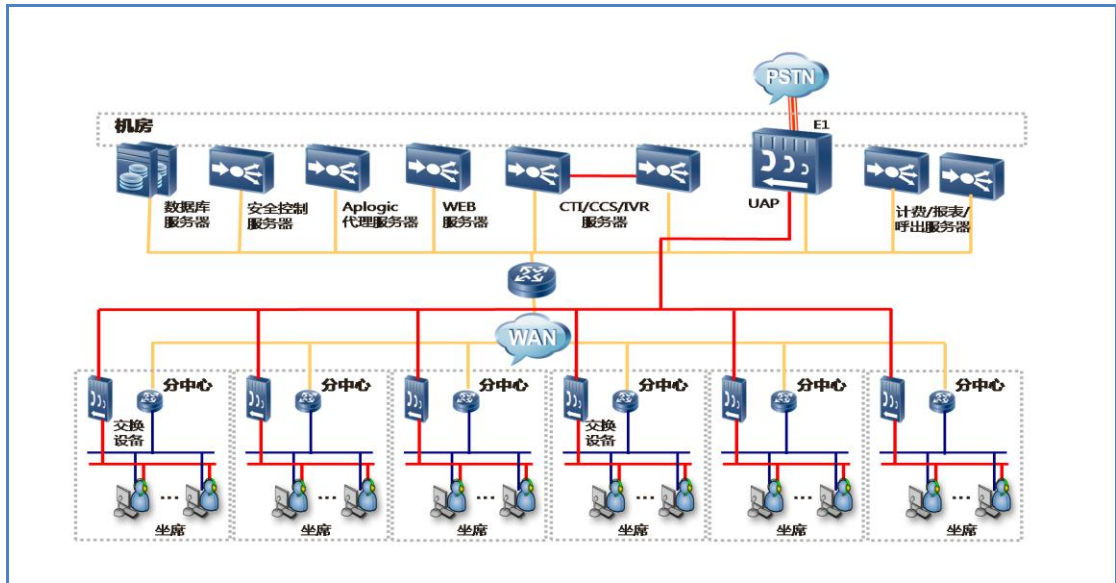 PSTN
机房
E1
数据库
服务器
安全控制
服务器
Aplogic
代理服务器
WEB
服务器
CTI/CCS/IVR
服务器
UAP
计费/报表/
呼出服务器
WAN
分中心
分中心
分中心
分中心
分中心
分中心
交换
设备
交换
设备
...
...
...
...
...
...
坐席
坐席
坐席
坐席
坐席
坐席